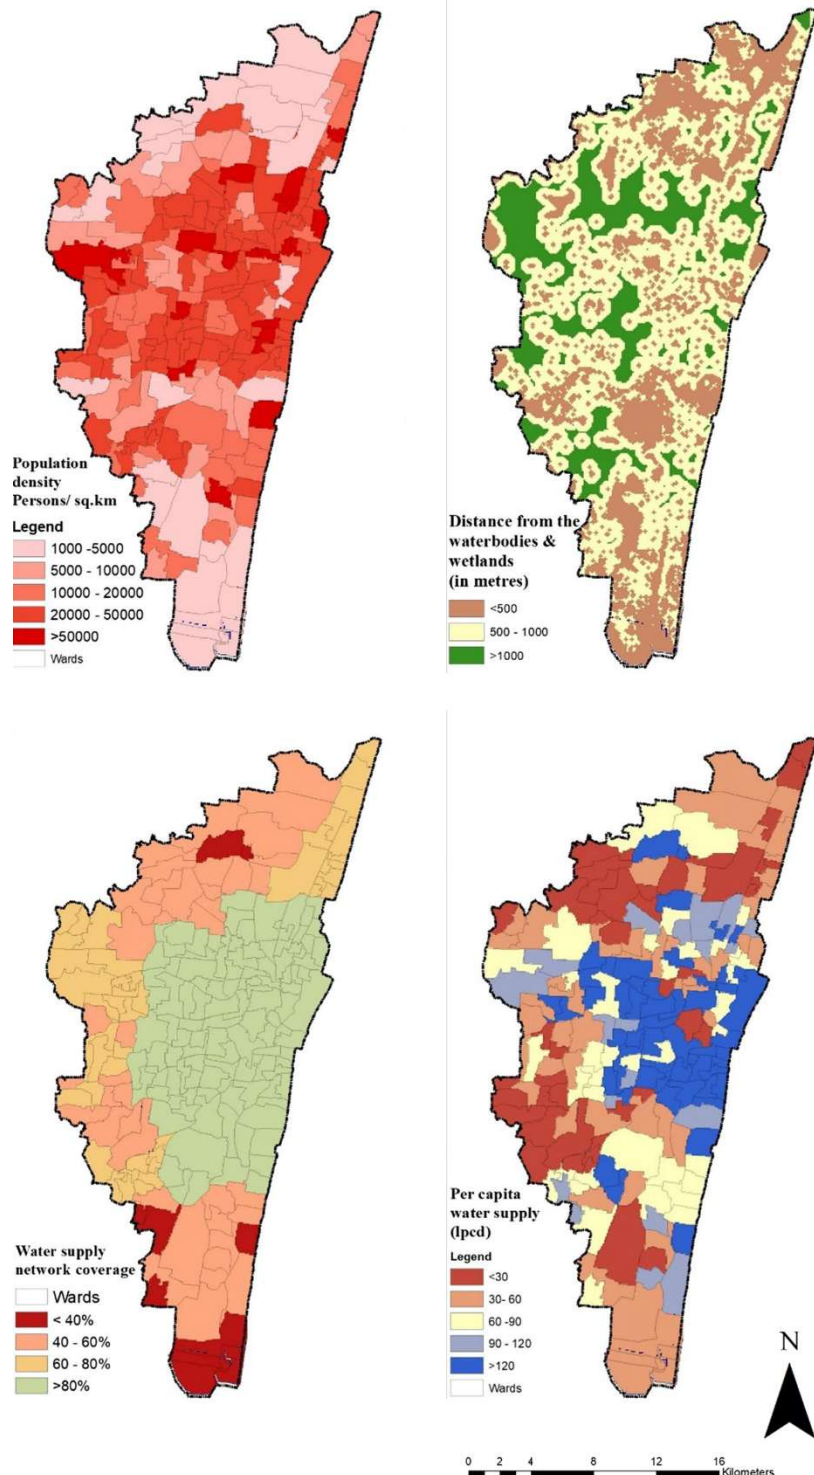 Population
density
Persons/ sq.km
Legend
1000 -5000
5000 - 10000
10000 - 20000
20000 - 50000
>50000
Wards
Distance from the
waterbodies &
wetlands
(in metres)
<500
500 - 1000
>1000
Water supply
network coverage
Wards
< 40%
40 - 60%
60 - 80%
>80%
Per capita
water supply
(lpcd)
Legend
<30
30- 60
60 -90
90 - 120
>120
Wards
N
0 2 4 8 12 16
Kilometers